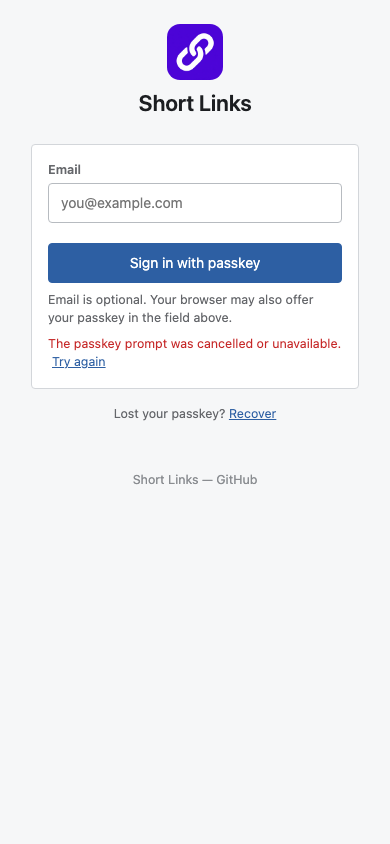 Short Links
Email
you@example.com
Sign in with passkey
Email is optional. Your browser may also offer
your passkey in the field above.
The passkey prompt was cancelled or unavailable.
Try again
Lost your passkey? Recover
Short Links — GitHub